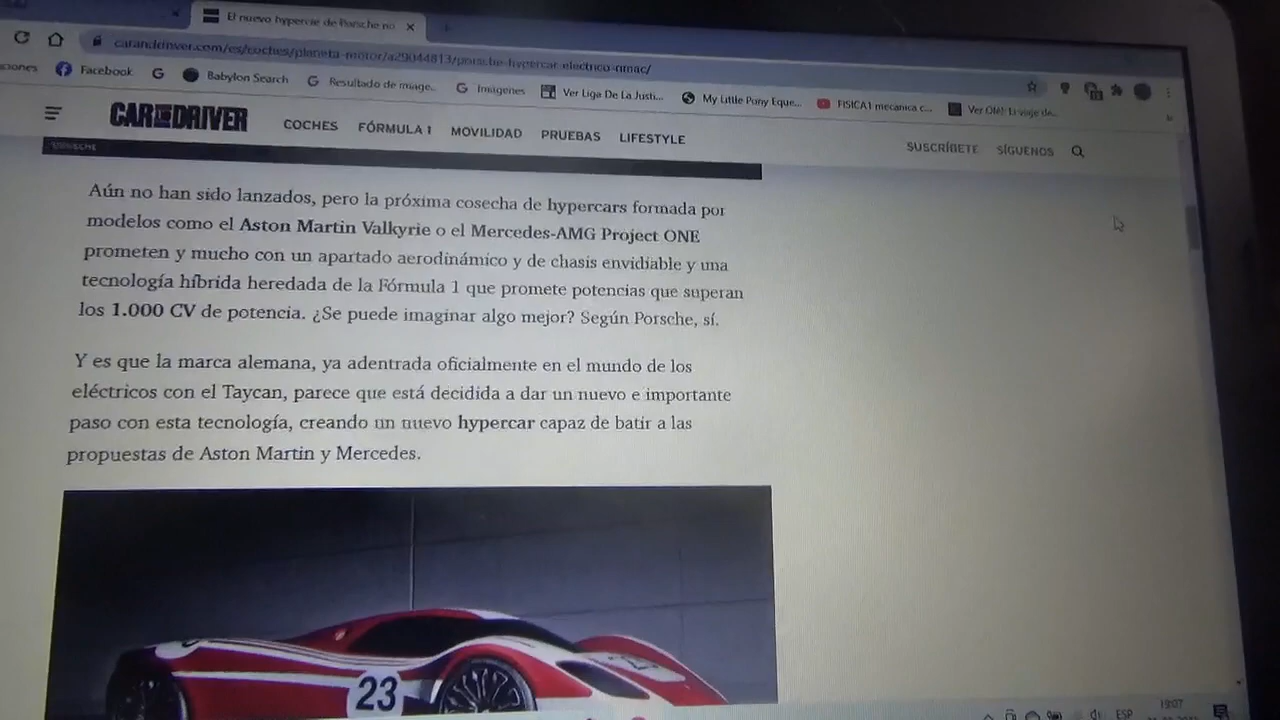 El nuevo hypercar de Porsche no
carandriver.com/es/coches/planeta-motor/a29044813/porsche-hypercar-electrico-rimac/
Facebook
Babylon Search
Resultado de image...
Imágenes
Ver Liga De La Justi...
My Little Pony Eque...
FISICA1 mecanica c...
CAR AND DRIVER
COCHES
FÓRMULA 1
MOVILIDAD
PRUEBAS
LIFESTYLE
SUSCRÍBETE
SÍGUENOS
PORSCHE
Aún no han sido lanzados, pero la próxima cosecha de hypercars formada por
modelos como el Aston Martin Valkyrie o el Mercedes-AMG Project ONE
prometen y mucho con un apartado aerodinámico y de chasis envidiable y una
tecnología híbrida heredada de la Fórmula 1 que promete potencias que superan
los 1.000 CV de potencia. ¿Se puede imaginar algo mejor? Según Porsche, sí.
Y es que la marca alemana, ya adentrada oficialmente en el mundo de los
eléctricos con el Taycan, parece que está decidida a dar un nuevo e importante
paso con esta tecnología, creando un nuevo hypercar capaz de batir a las
propuestas de Aston Martin y Mercedes.
23
ESP
19:07